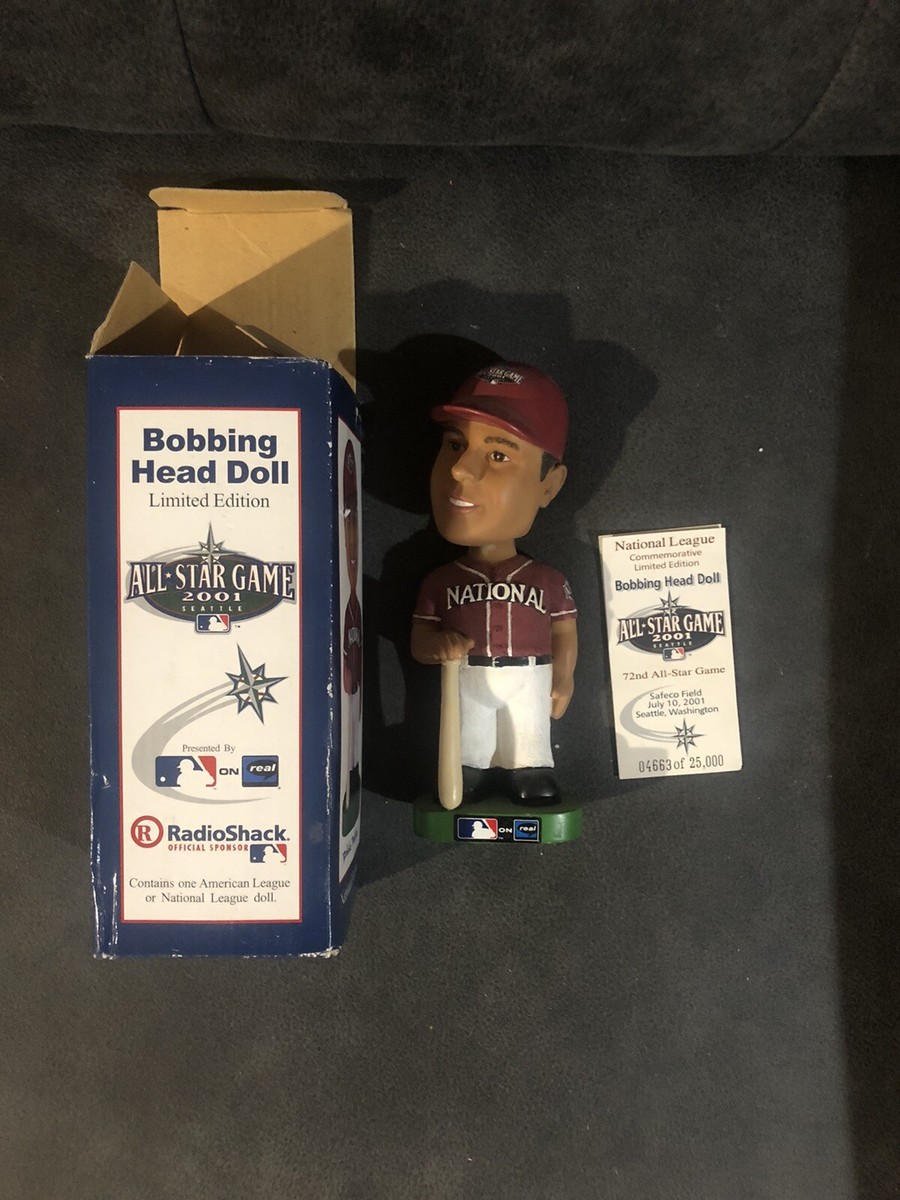 Bobbing
Head Doll
Limited Edition
ALL★STAR GAME
2001
SEATTLE
Presented By
ON real
R RadioShack.
OFFICIAL SPONSOR
Contains one American League
or National League doll.
STAR GAME
NATIONAL
ON real
National League
Commemorative
Limited Edition
Bobbing Head Doll
ALL★STAR GAME
2001
SEATTLE
72nd All-Star Game
Safeco Field
July 10, 2001
Seattle, Washington
04663 of 25,000